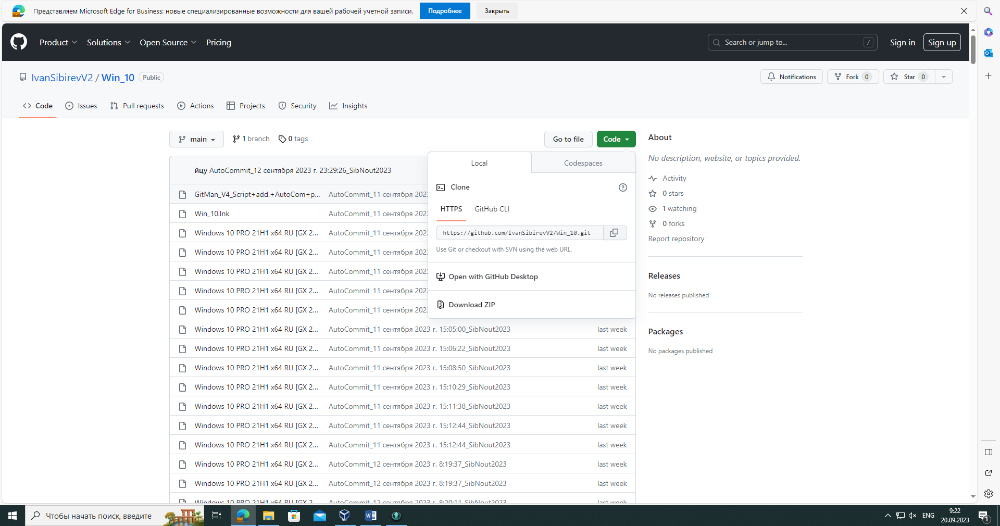 Представляем Microsoft Edge for Business: новые специализированные возможности для вашей рабочей учетной записи. Подробнее Закрыть
Product Solutions Open Source Pricing Search or jump to... / Sign in Sign up
IvanSibirevV2 / Win_10 Public Notifications Fork 0 Star 0
Code Issues Pull requests Actions Projects Security Insights
main 1 branch 0 tags Go to file Code
йцу AutoCommit_12 сентября 2023 г. 23:29:26_SibNout2023
GitMan_V4_Script+add.+AutoCom+p... AutoCommit_11 сентября 202
Win_10.lnk AutoCommit_11 сентября 202
Windows 10 PRO 21H1 x64 RU [GX 2... AutoCommit_11 сентября 202
Windows 10 PRO 21H1 x64 RU [GX 2... AutoCommit_11 сентября 202
Windows 10 PRO 21H1 x64 RU [GX 2... AutoCommit_11 сентября 202
Windows 10 PRO 21H1 x64 RU [GX 2... AutoCommit_11 сентября 202
Windows 10 PRO 21H1 x64 RU [GX 2... AutoCommit_11 сентября 202
Windows 10 PRO 21H1 x64 RU [GX 2... AutoCommit_11 сентября 2023 г. 15:05:00_SibNout2023 last week
Windows 10 PRO 21H1 x64 RU [GX 2... AutoCommit_11 сентября 2023 г. 15:06:22_SibNout2023 last week
Windows 10 PRO 21H1 x64 RU [GX 2... AutoCommit_11 сентября 2023 г. 15:08:50_SibNout2023 last week
Windows 10 PRO 21H1 x64 RU [GX 2... AutoCommit_11 сентября 2023 г. 15:10:29_SibNout2023 last week
Windows 10 PRO 21H1 x64 RU [GX 2... AutoCommit_11 сентября 2023 г. 15:11:38_SibNout2023 last week
Windows 10 PRO 21H1 x64 RU [GX 2... AutoCommit_11 сентября 2023 г. 15:12:44_SibNout2023 last week
Windows 10 PRO 21H1 x64 RU [GX 2... AutoCommit_11 сентября 2023 г. 15:12:44_SibNout2023 last week
Windows 10 PRO 21H1 x64 RU [GX 2... AutoCommit_12 сентября 2023 г. 8:19:37_SibNout2023 last week
Windows 10 PRO 21H1 x64 RU [GX 2... AutoCommit_12 сентября 2023 г. 8:19:37_SibNout2023 last week
Windows 10 PRO 21H1 x64 RU [GX 2... AutoCommit_12 сентября 2023 г. 8:20:11_SibNout2023 last week
Local Codespaces
Clone
HTTPS GitHub CLI
https://github.com/IvanSibirevV2/Win_10.git
Use Git or checkout with SVN using the web URL.
Open with GitHub Desktop
Download ZIP
About
No description, website, or topics provided.
Activity
0 stars
1 watching
0 forks
Report repository
Releases
No releases published
Packages
No packages published
Чтобы начать поиск, введите
ENG
9:22
20.09.2023
1